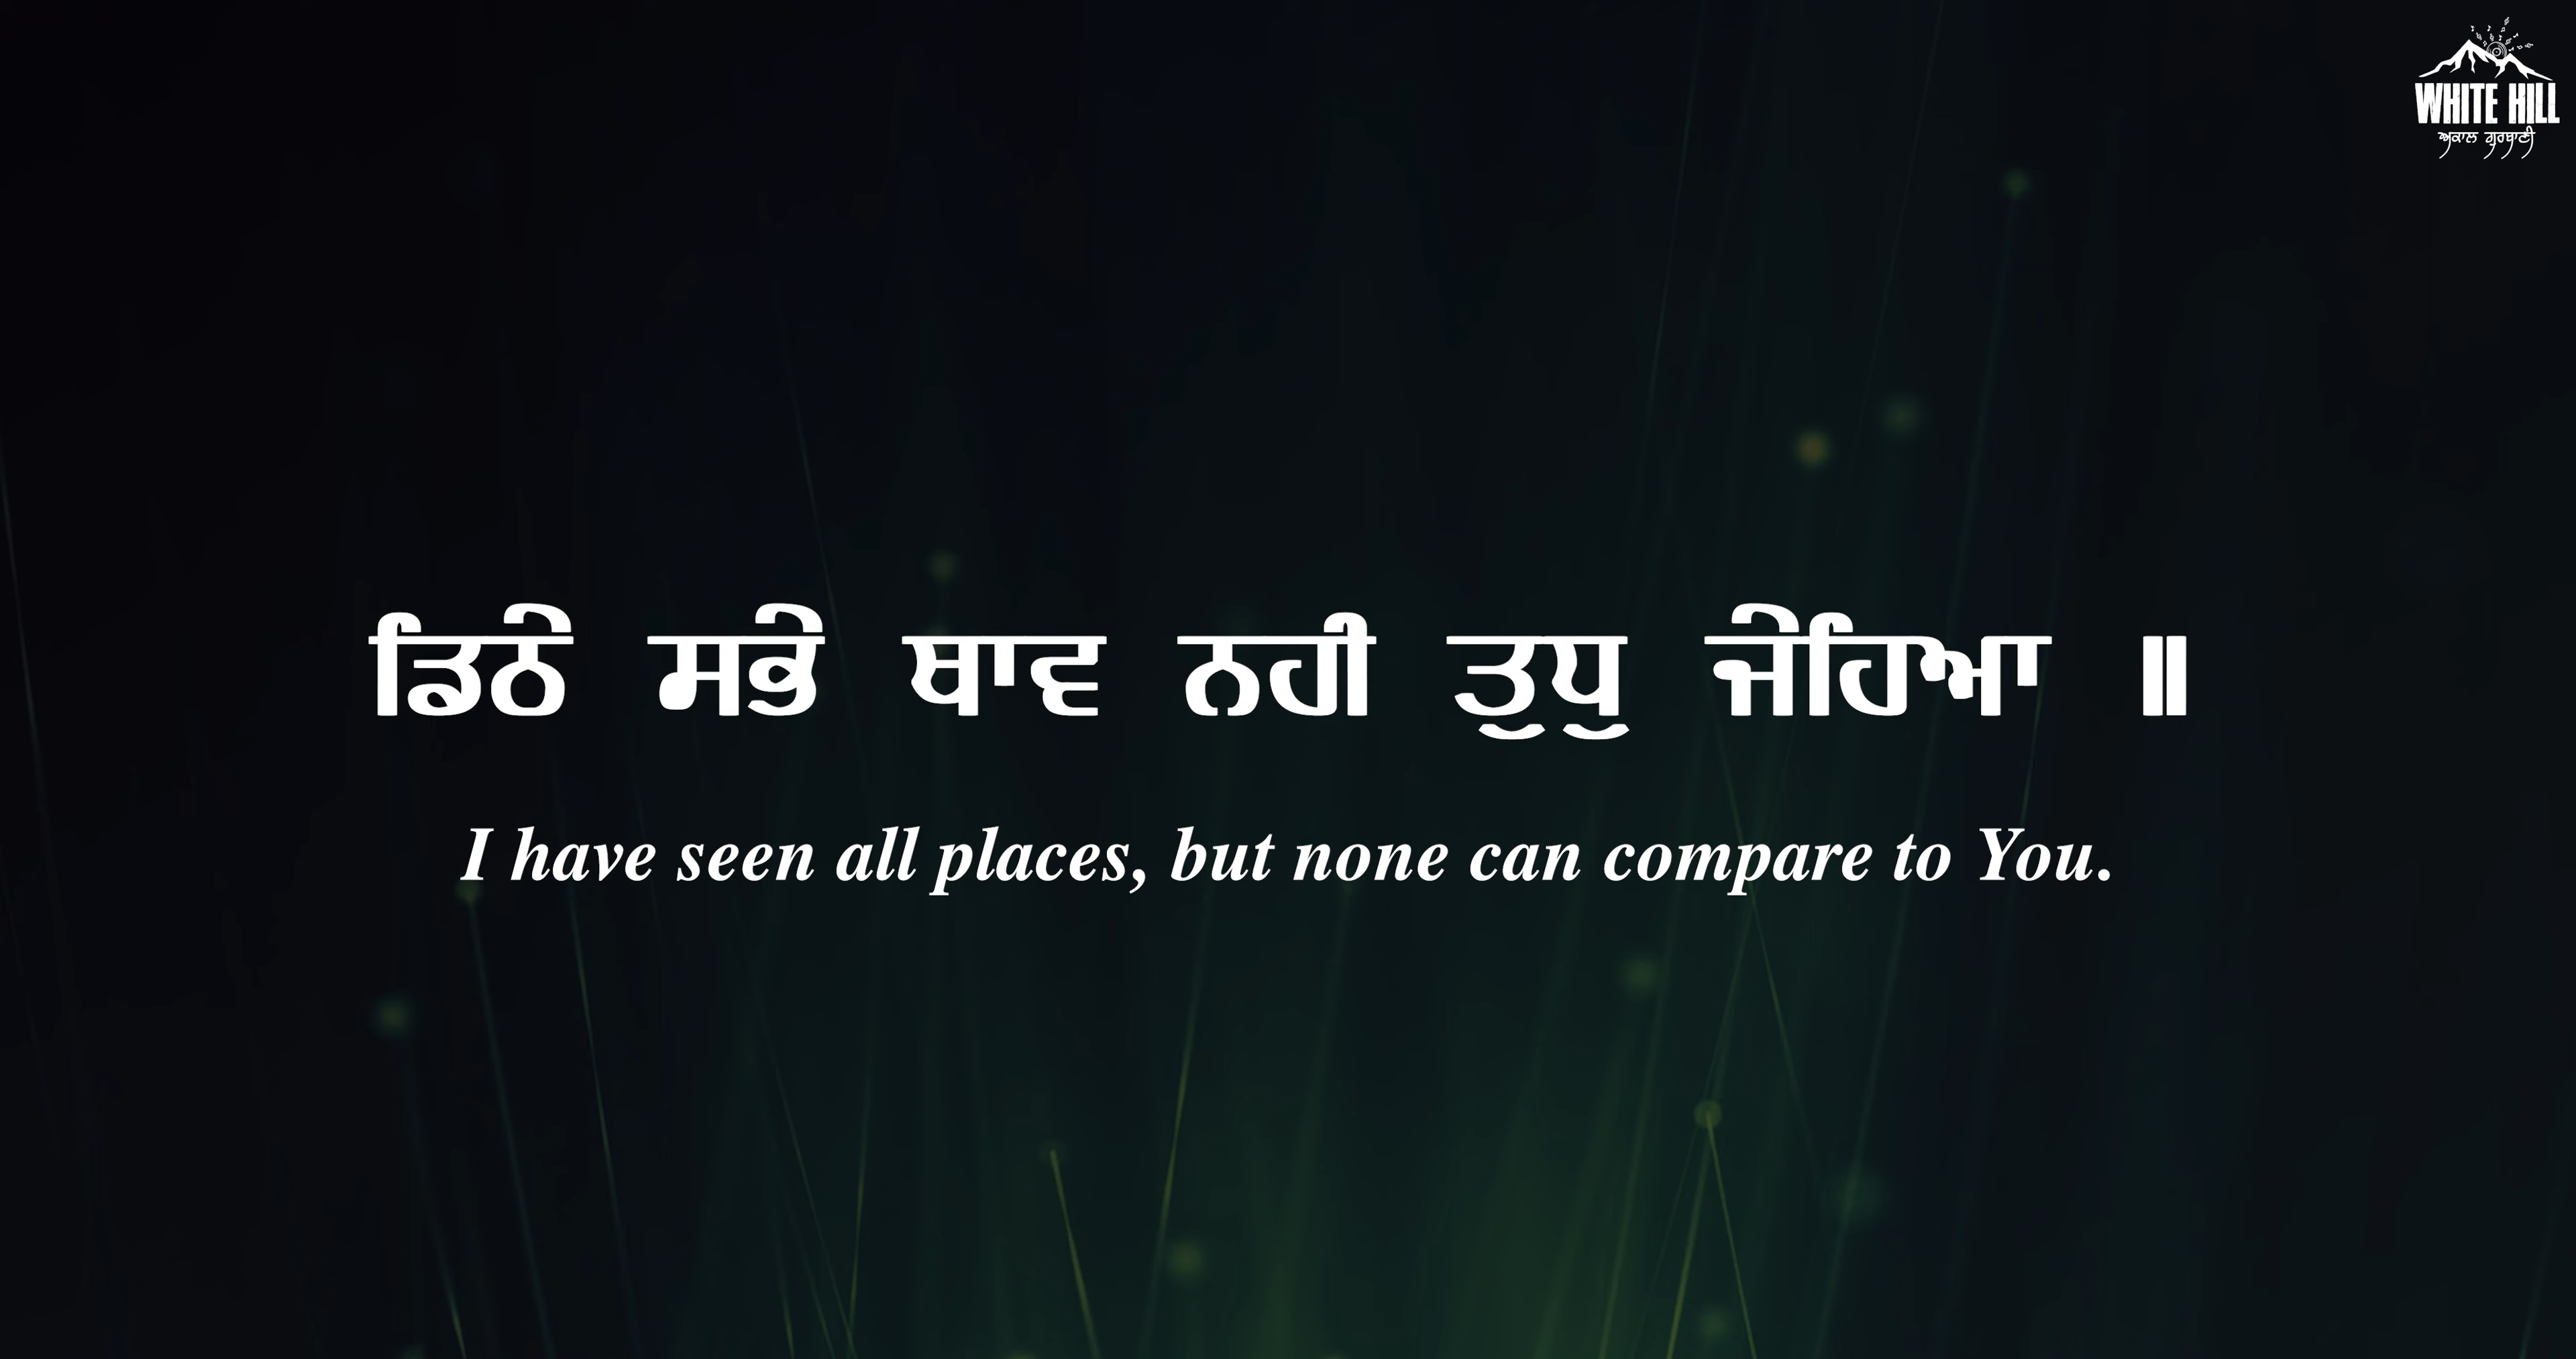 WHITE HILL
ਅਕਾਲ ਗੁਰਬਾਣੀ
ਡਿਠੇ ਸਭੇ ਥਾਵ ਨਹੀ ਤੁਧੁ ਜੇਹਿਆ ॥
I have seen all places, but none can compare to You.